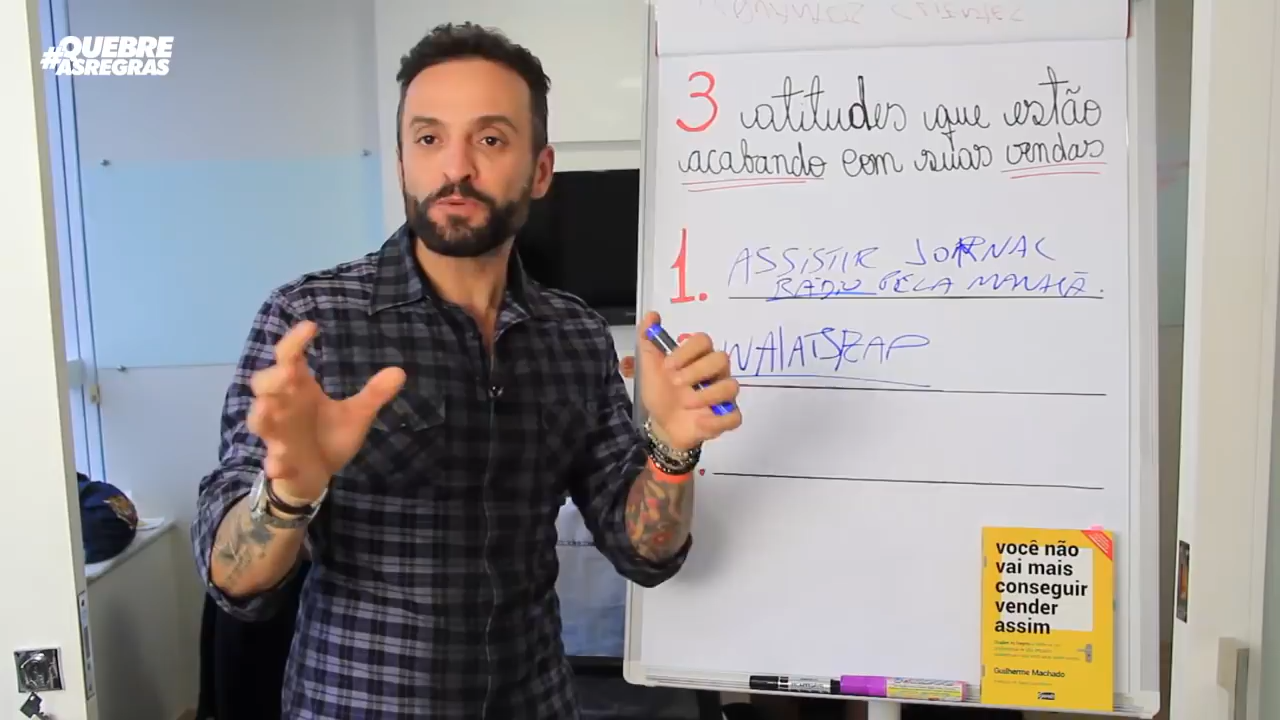 #QUEBRE
ASREGRAS
3 atitudes que estão
acabando com suas vendas
1. ASSISTIR JORNAL
RÁDIO PELA MANHÃ.
WHATSZAP
você não
vai mais
conseguir
vender
assim
Guilherme Machado